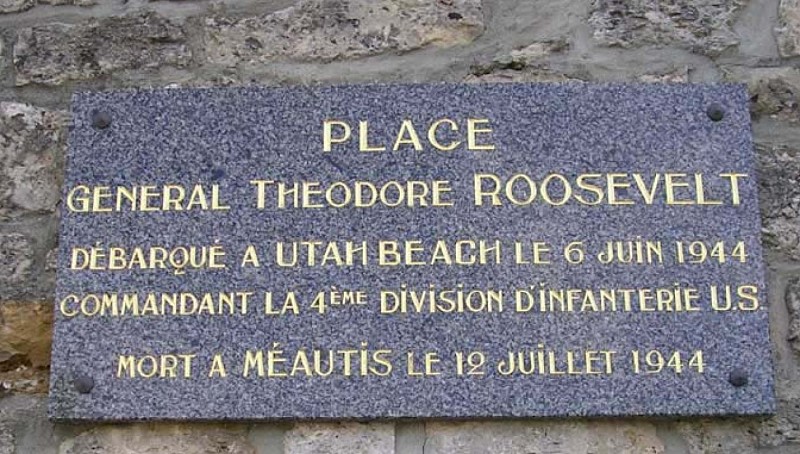 PLACE
GENERAL THEODORE ROOSEVELT
DÉBARQUÉ A UTAH BEACH LE 6 JUIN 1944
COMMANDANT LA 4ÈME DIVISION D'INFANTERIE U.S.
MORT A MÉAUTIS LE 12 JUILLET 1944